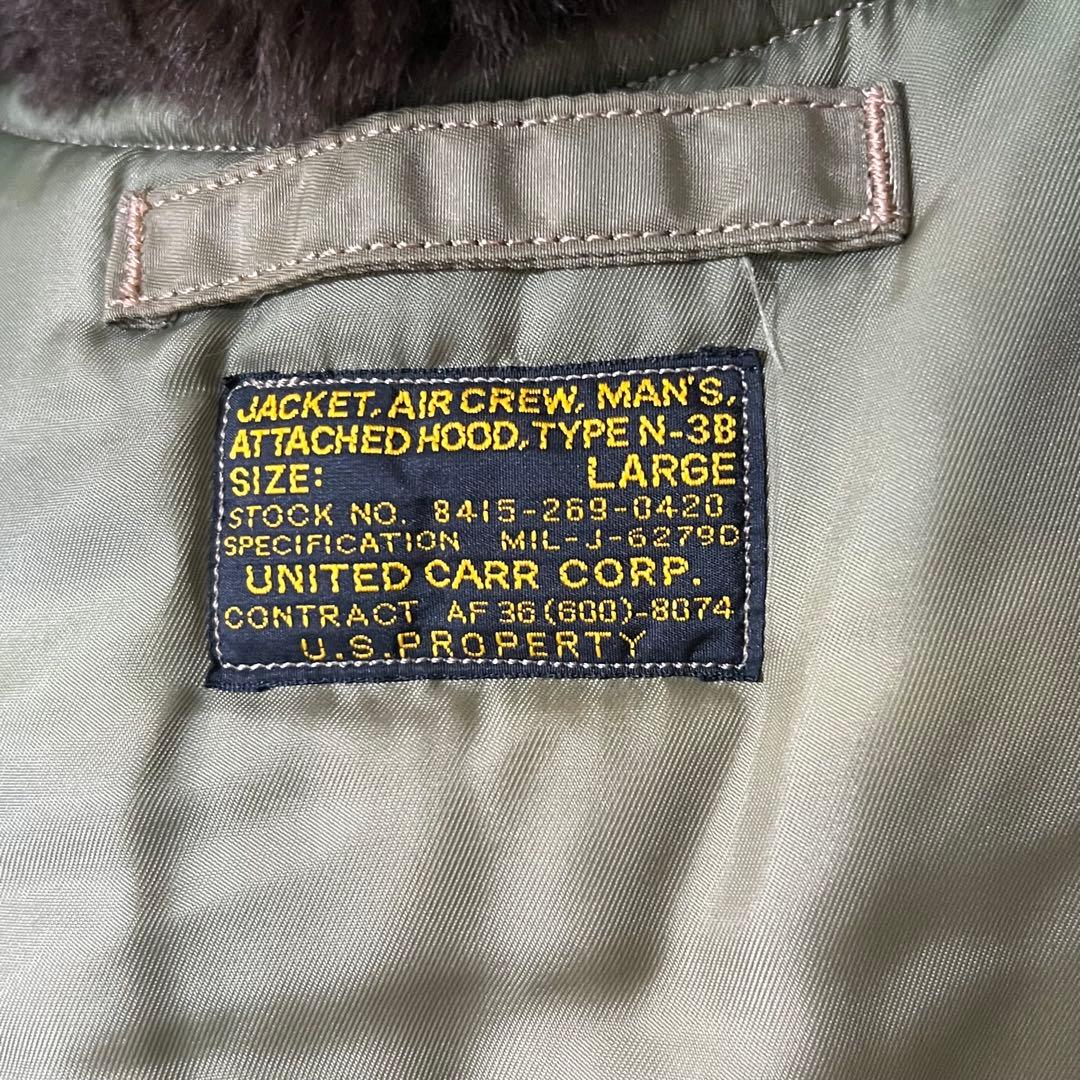 JACKET, AIR CREW, MAN'S,
ATTACHED HOOD, TYPE N-3B
SIZE: LARGE
STOCK NO. 8415-269-0420
SPECIFICATION MIL-J-6279D
UNITED CARR CORP.
CONTRACT AF 36(600)-8074
U.S. PROPERTY